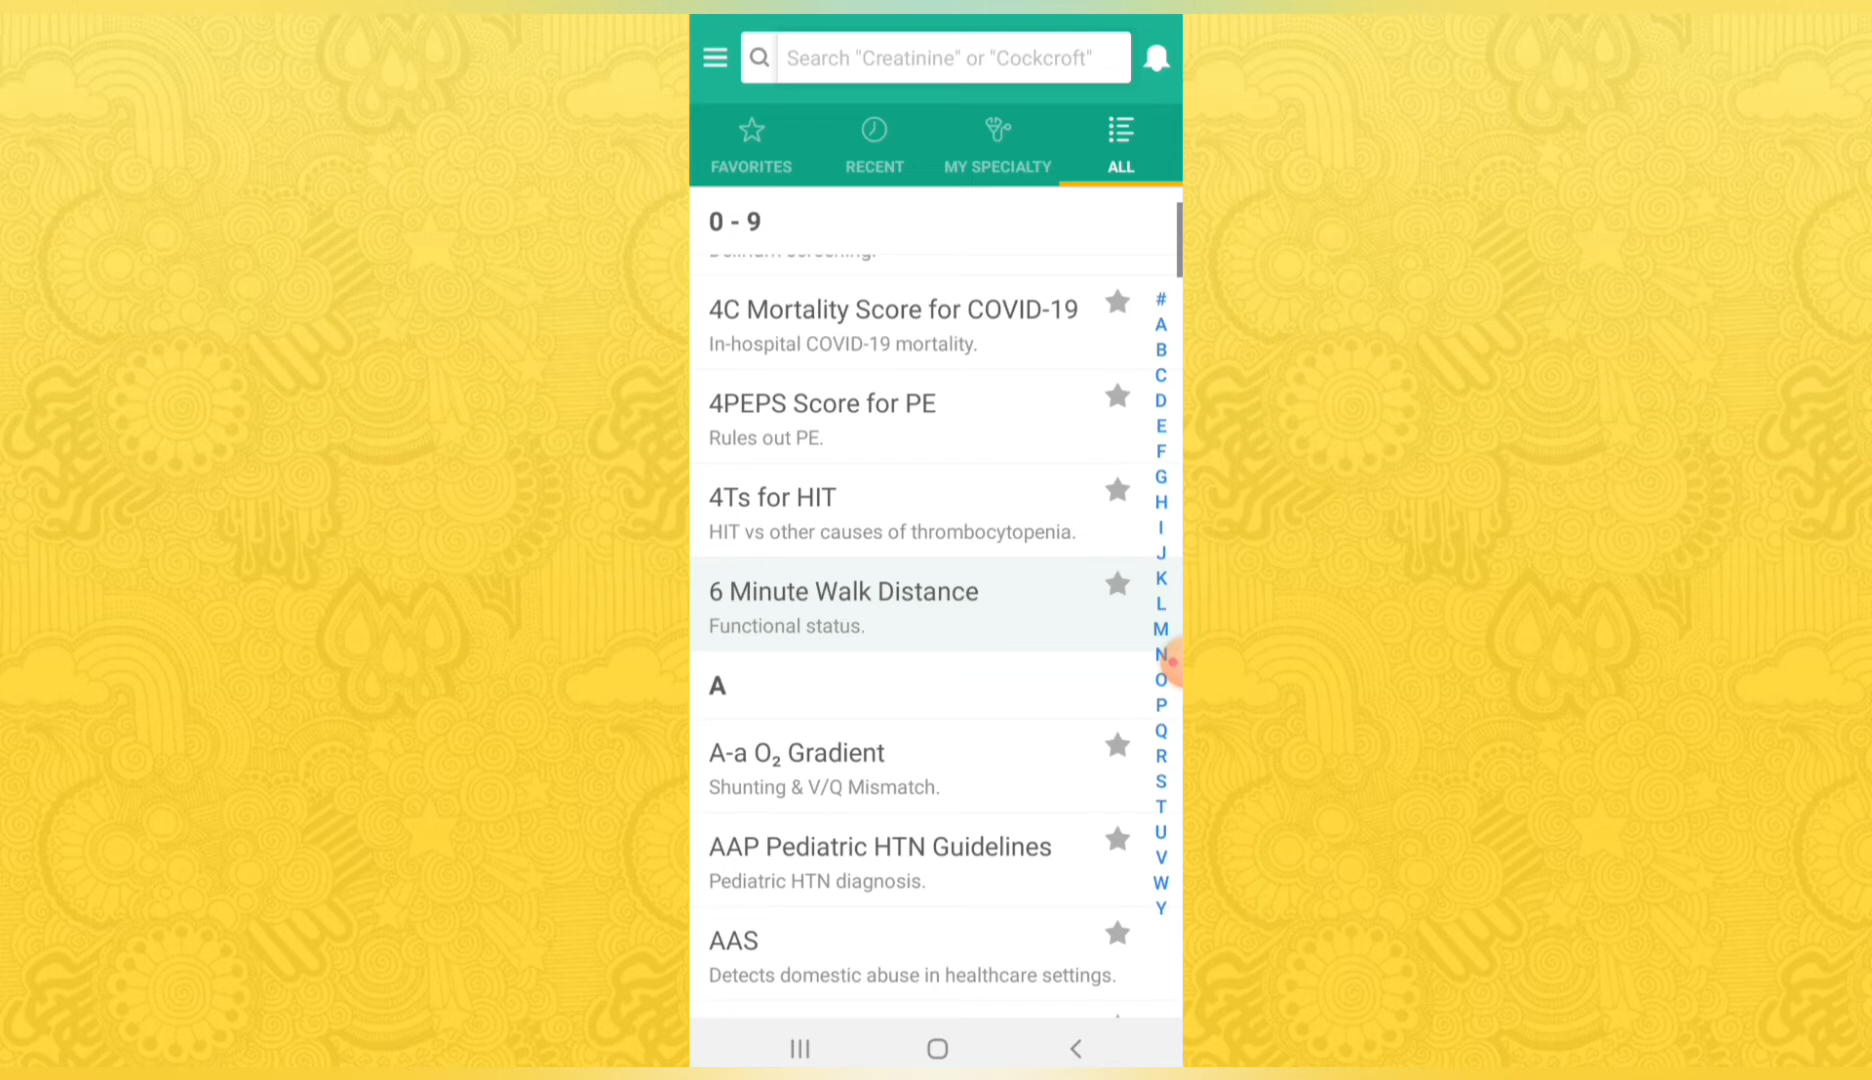 Search "Creatinine" or "Cockcroft"
FAVORITES
RECENT
MY SPECIALTY
ALL
0 - 9
4C Mortality Score for COVID-19
In-hospital COVID-19 mortality.
4PEPS Score for PE
Rules out PE.
4Ts for HIT
HIT vs other causes of thrombocytopenia.
6 Minute Walk Distance
Functional status.
A
A-a O₂ Gradient
Shunting & V/Q Mismatch.
AAP Pediatric HTN Guidelines
Pediatric HTN diagnosis.
AAS
Detects domestic abuse in healthcare settings.
#
A
B
C
D
E
F
G
H
I
J
K
L
M
N
O
P
Q
R
S
T
U
V
W
Y